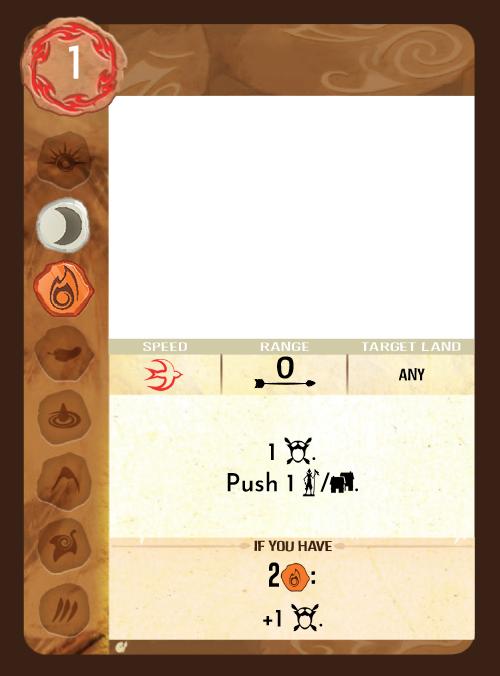 1
SPEED RANGE TARGET LAND
0 ANY
1 .
Push 1 / .
IF YOU HAVE
2 :
+1 .